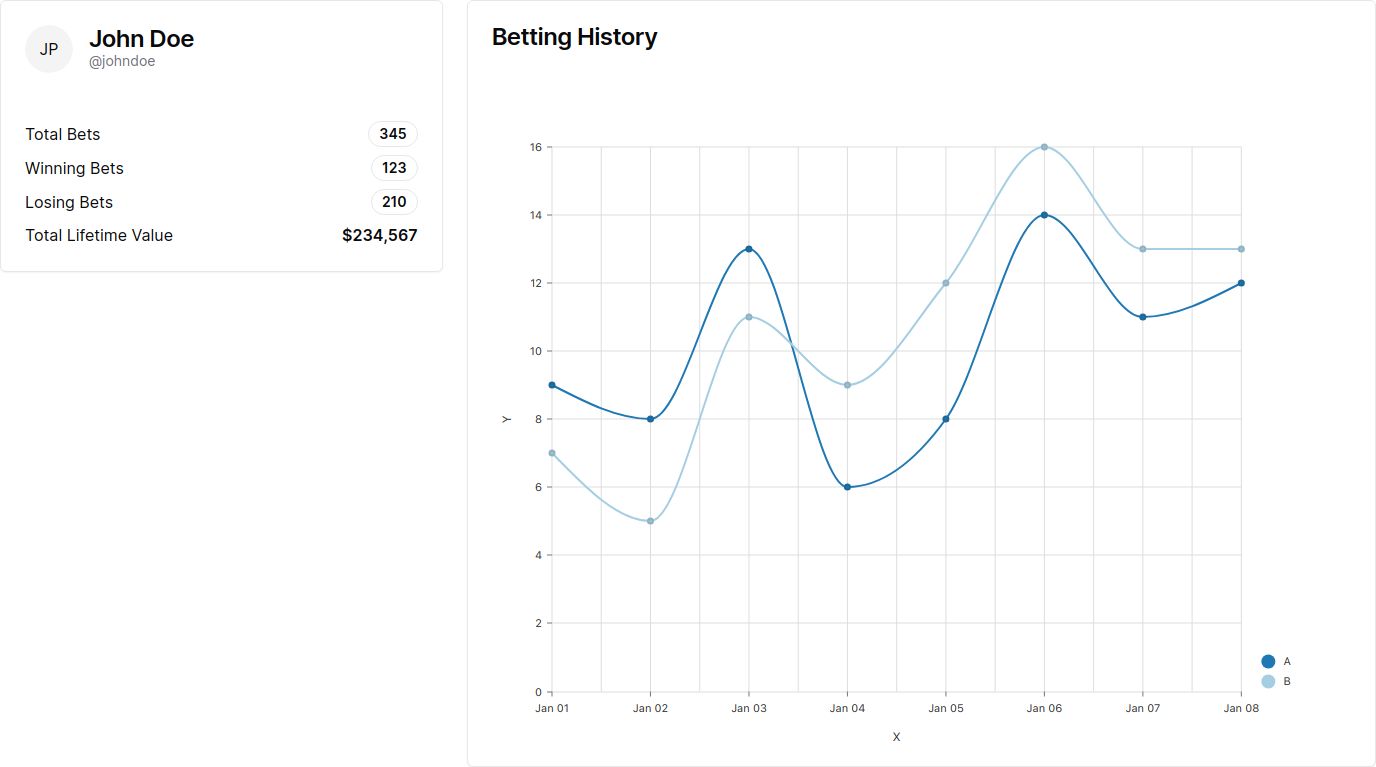 JP
John Doe
@johndoe
Total Bets 345
Winning Bets 123
Losing Bets 210
Total Lifetime Value $234,567
Betting History
16
14
12
10
8
6
4
2
0
Y
Jan 01 Jan 02 Jan 03 Jan 04 Jan 05 Jan 06 Jan 07 Jan 08
X
A
B